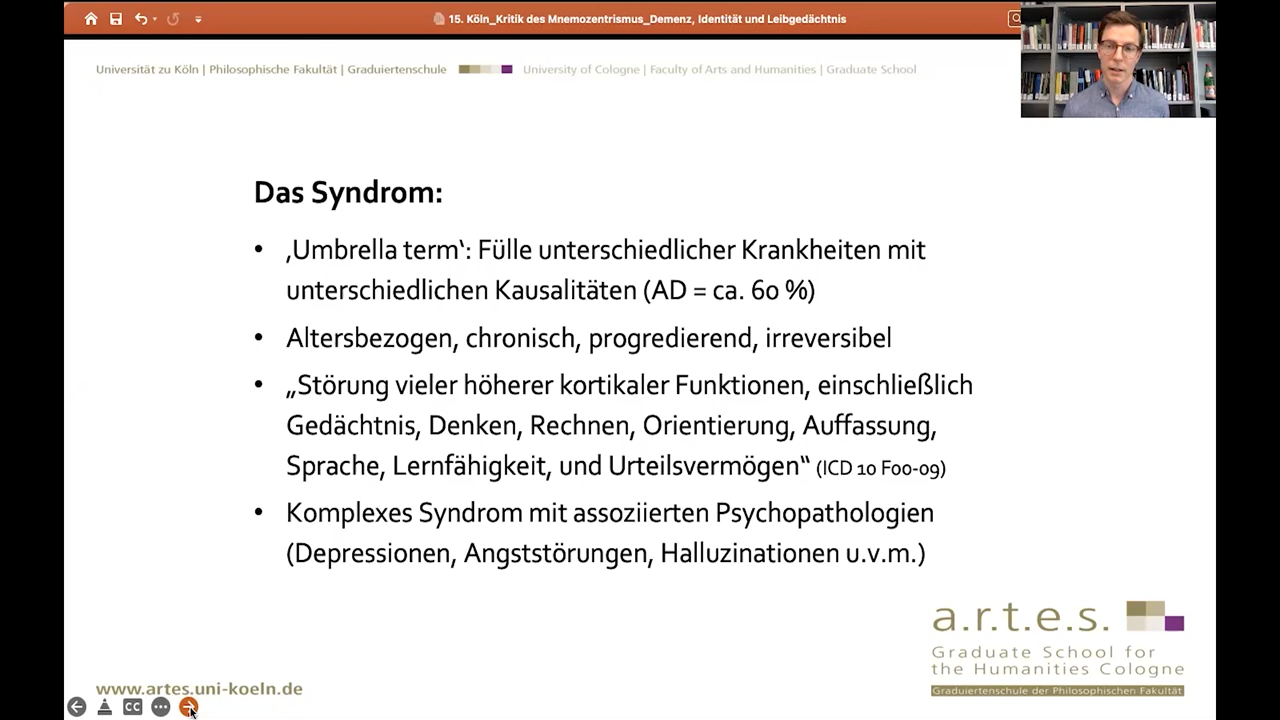 15. Köln_Kritik des Mnemozentrismus_Demenz, Identität und Leibgedächtnis
Universität zu Köln | Philosophische Fakultät | Graduiertenschule
University of Cologne | Faculty of Arts and Humanities | Graduate School
Das Syndrom:
• ‚Umbrella term‘: Fülle unterschiedlicher Krankheiten mit
unterschiedlichen Kausalitäten (AD = ca. 60 %)
• Altersbezogen, chronisch, progredierend, irreversibel
• „Störung vieler höherer kortikaler Funktionen, einschließlich
Gedächtnis, Denken, Rechnen, Orientierung, Auffassung,
Sprache, Lernfähigkeit, und Urteilsvermögen“ (ICD 10 F00-09)
• Komplexes Syndrom mit assoziierten Psychopathologien
(Depressionen, Angststörungen, Halluzinationen u.v.m.)
a.r.t.e.s.
Graduate School for
the Humanities Cologne
Graduiertenschule der Philosophischen Fakultät
www.artes.uni-koeln.de
CC